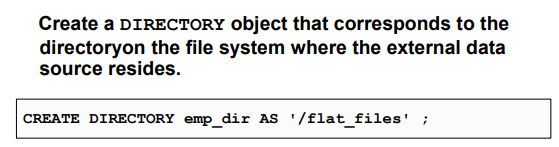 Create a DIRECTORY object that corresponds to the
directoryon the file system where the external data
source resides.
CREATE DIRECTORY emp_dir AS '/flat_files' ;